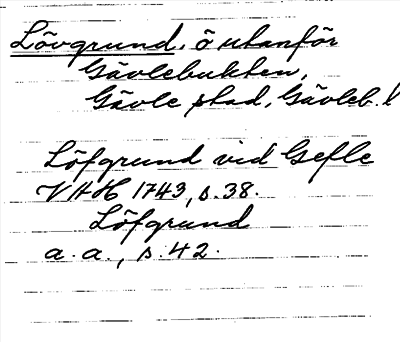 Lövgrund, ö utanför
Gävlebukten,
Gävle stad, Gävleb. l
Löfgrund vid Gefle
VAH 1743, s. 38.
Löfgrund
a. a., s. 42.